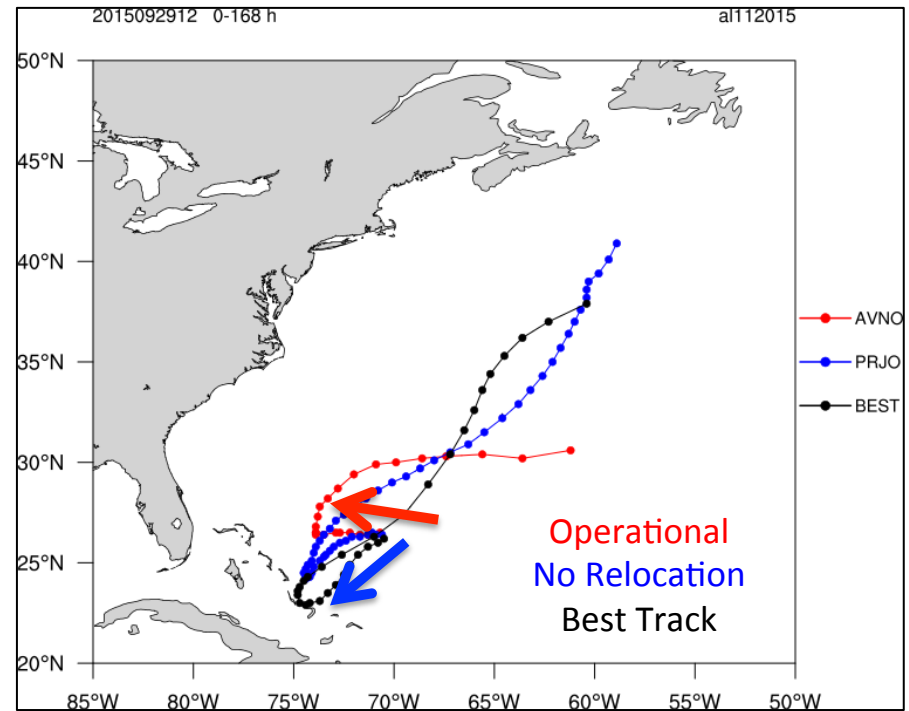 2015092912 0-168 h al112015
50°N
45°N
40°N
35°N
30°N
25°N
20°N
AVNO
PRJO
BEST
Operational
No Relocation
Best Track
85°W 80°W 75°W 70°W 65°W 60°W 55°W 50°W